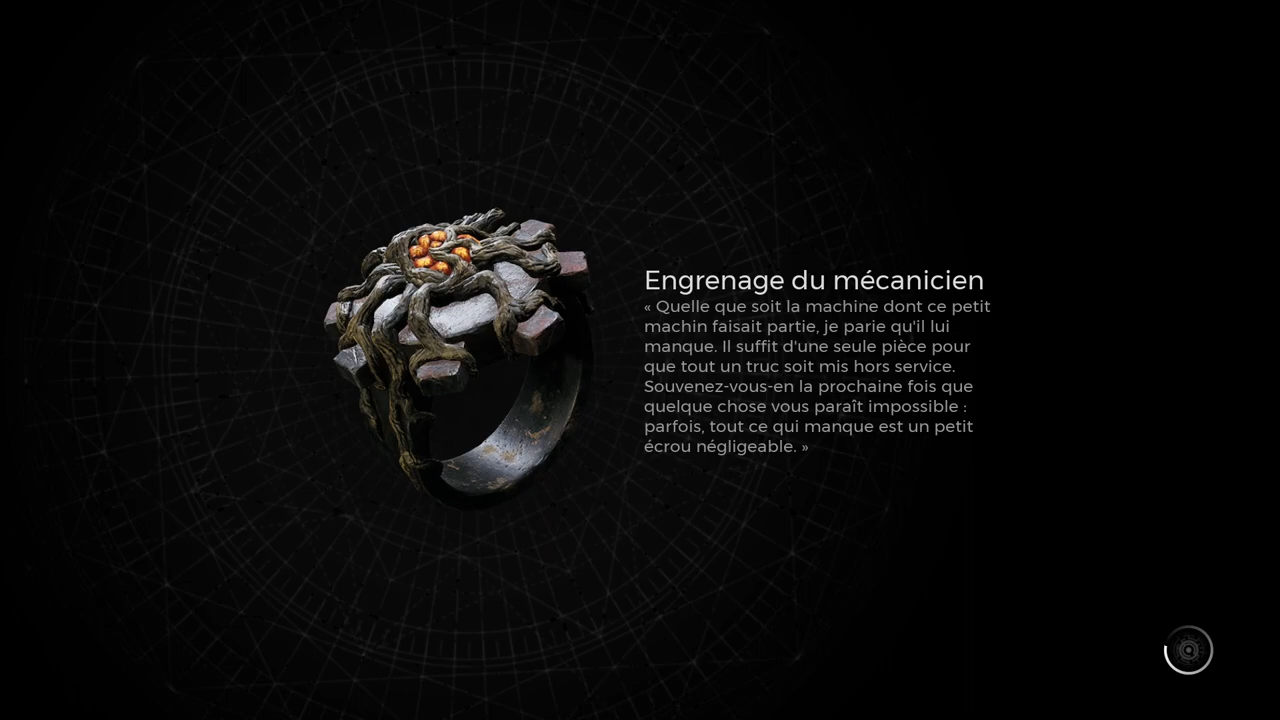 Engrenage du mécanicien
« Quelle que soit la machine dont ce petit
machin faisait partie, je parie qu'il lui
manque. Il suffit d'une seule pièce pour
que tout un truc soit mis hors service.
Souvenez-vous-en la prochaine fois que
quelque chose vous paraît impossible :
parfois, tout ce qui manque est un petit
écrou négligeable. »